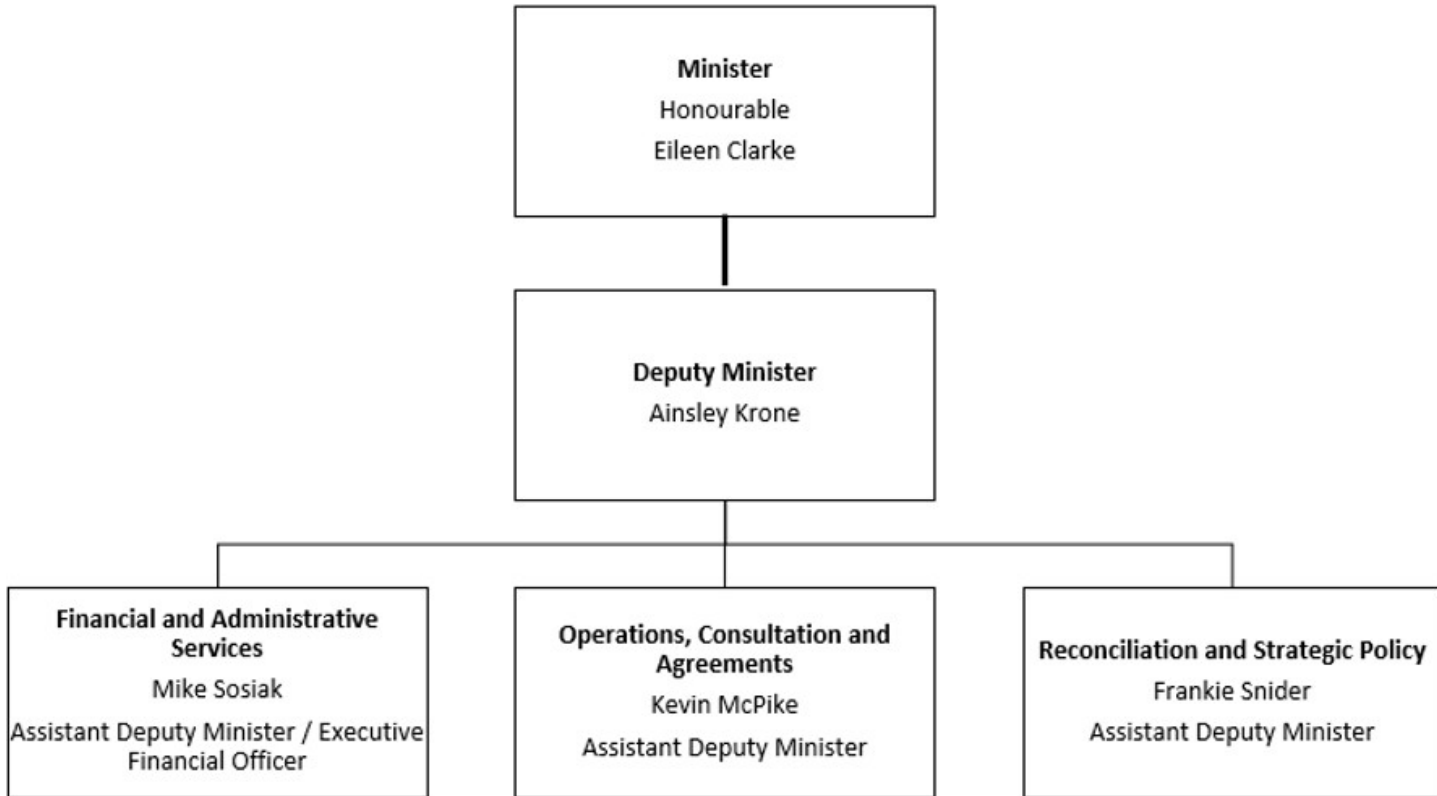 Minister
Honourable
Eileen Clarke
Deputy Minister
Ainsley Krone
Financial and Administrative
Services
Mike Sosiak
Assistant Deputy Minister / Executive
Financial Officer
Operations, Consultation and
Agreements
Kevin McPike
Assistant Deputy Minister
Reconciliation and Strategic Policy
Frankie Snider
Assistant Deputy Minister